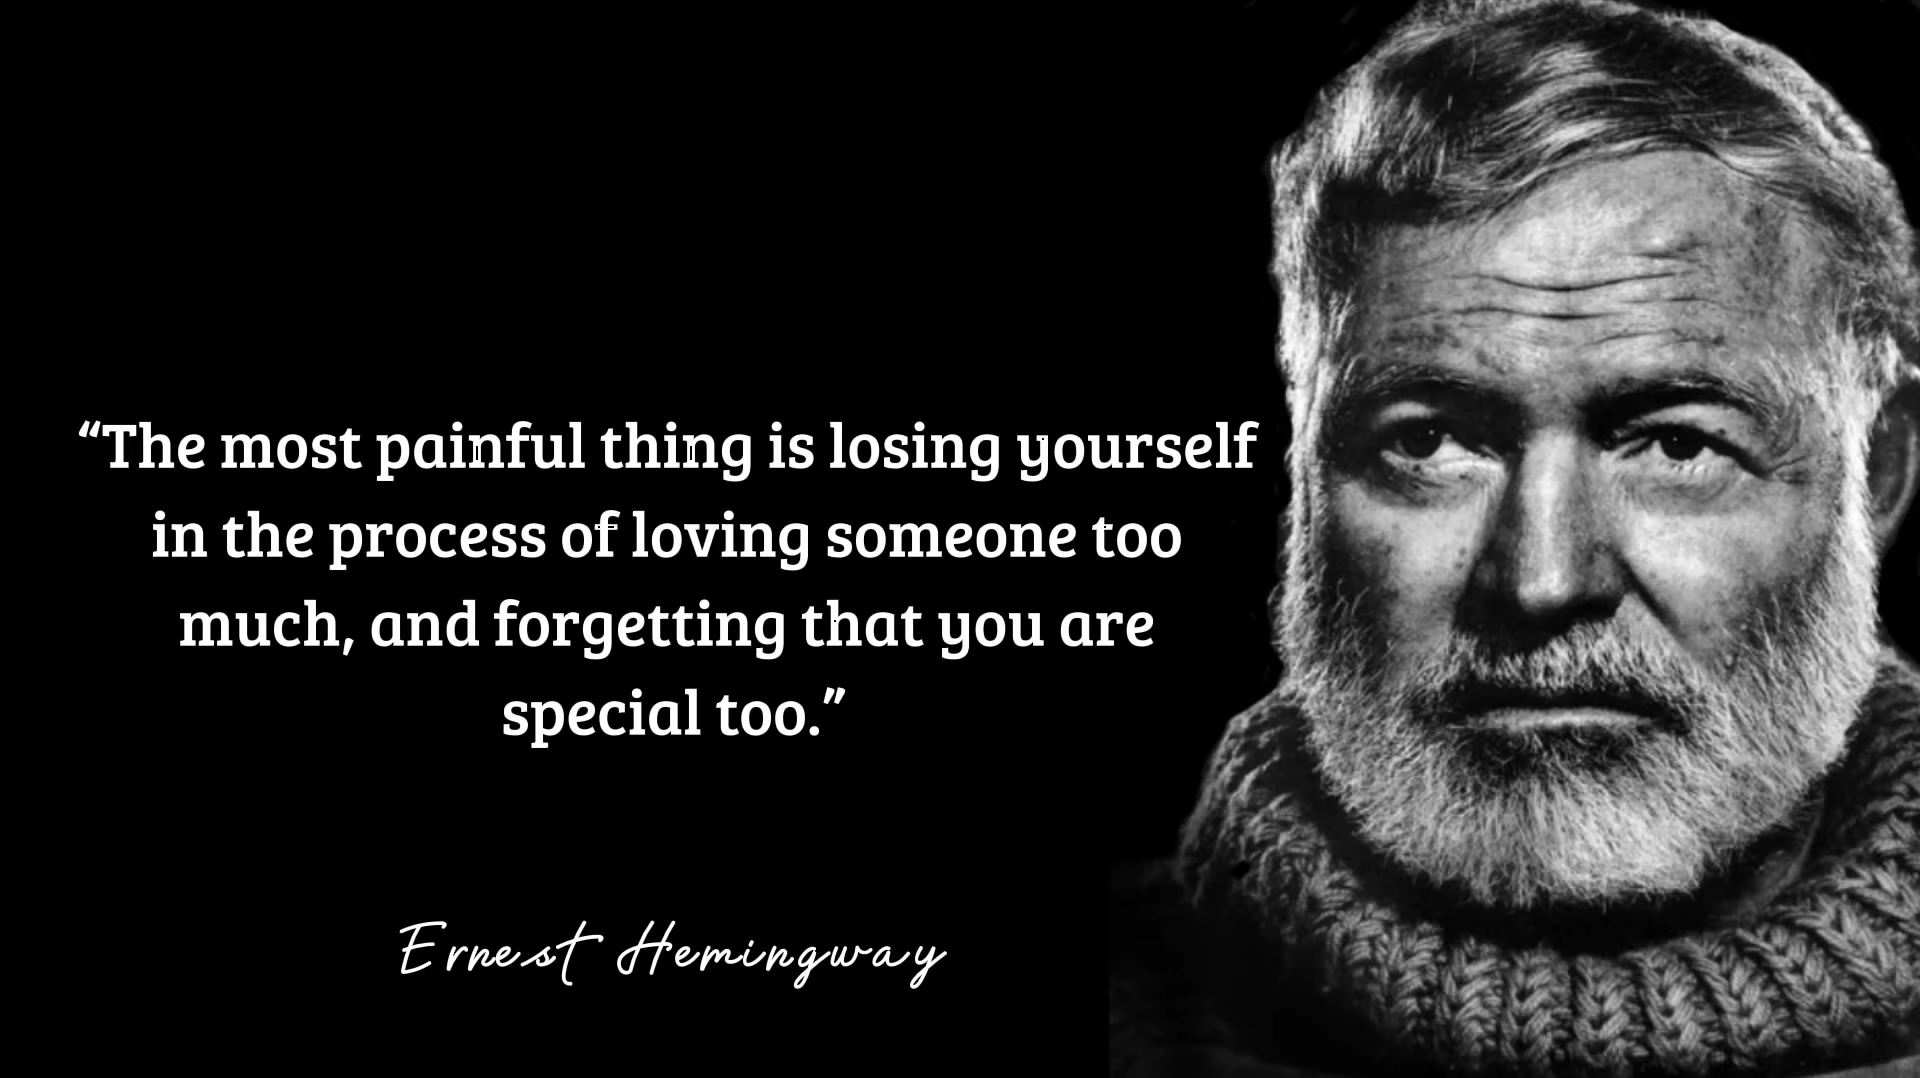 “The most painful thing is losing yourself
in the process of loving someone too
much, and forgetting that you are
special too.”
Ernest Hemingway